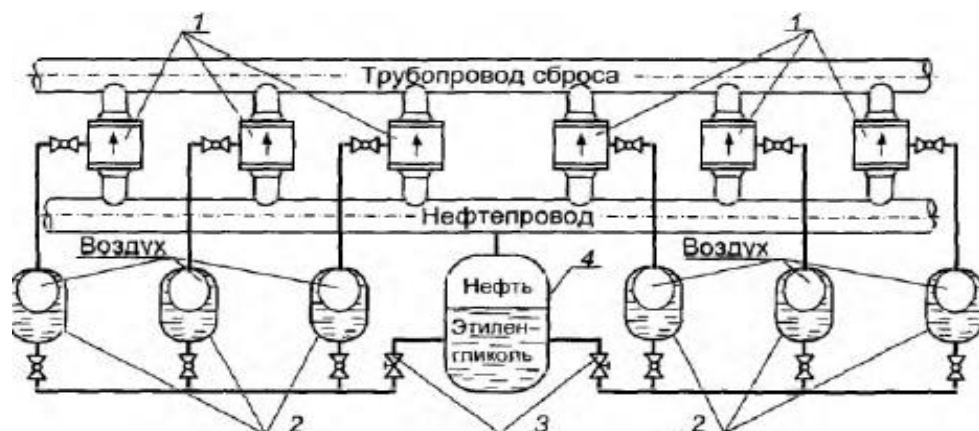 1
1
Трубопровод сброса
Нефтепровод
Воздух
Воздух
4
Нефть
Этилен-
гликоль
2
3
2